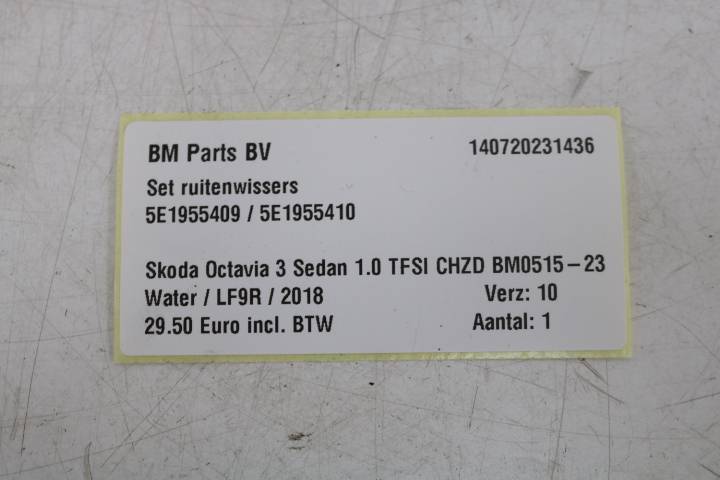 BM Parts BV 140720231436
Set ruitenwissers
5E1955409 / 5E1955410
Skoda Octavia 3 Sedan 1.0 TFSI CHZD BM0515-23
Water / LF9R / 2018 Verz: 10
29.50 Euro incl. BTW Aantal: 1